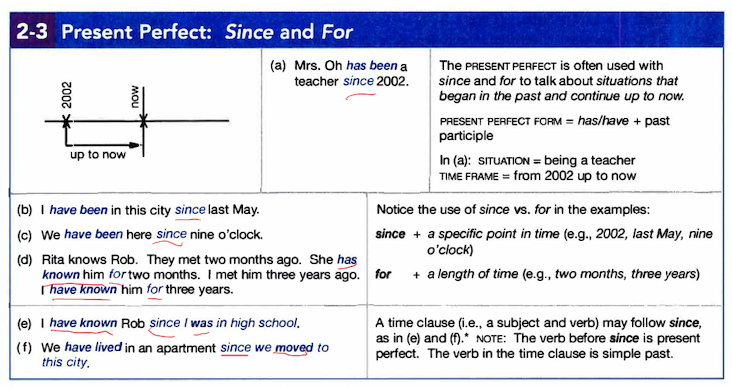 2-3 Present Perfect: Since and For
2002
now
up to now
(a) Mrs. Oh has been a
teacher since 2002.
The PRESENT PERFECT is often used with
since and for to talk about situations that
began in the past and continue up to now.
PRESENT PERFECT FORM = has/have + past
participle
In (a): SITUATION = being a teacher
TIME FRAME = from 2002 up to now
(b) I have been in this city since last May.
(c) We have been here since nine o'clock.
(d) Rita knows Rob. They met two months ago. She has
known him for two months. I met him three years ago.
I have known him for three years.
Notice the use of since vs. for in the examples:
since + a specific point in time (e.g., 2002, last May, nine
o'clock)
for + a length of time (e.g., two months, three years)
(e) I have known Rob since I was in high school.
(f) We have lived in an apartment since we moved to
this city.
A time clause (i.e., a subject and verb) may follow since,
as in (e) and (f).* NOTE: The verb before since is present
perfect. The verb in the time clause is simple past.